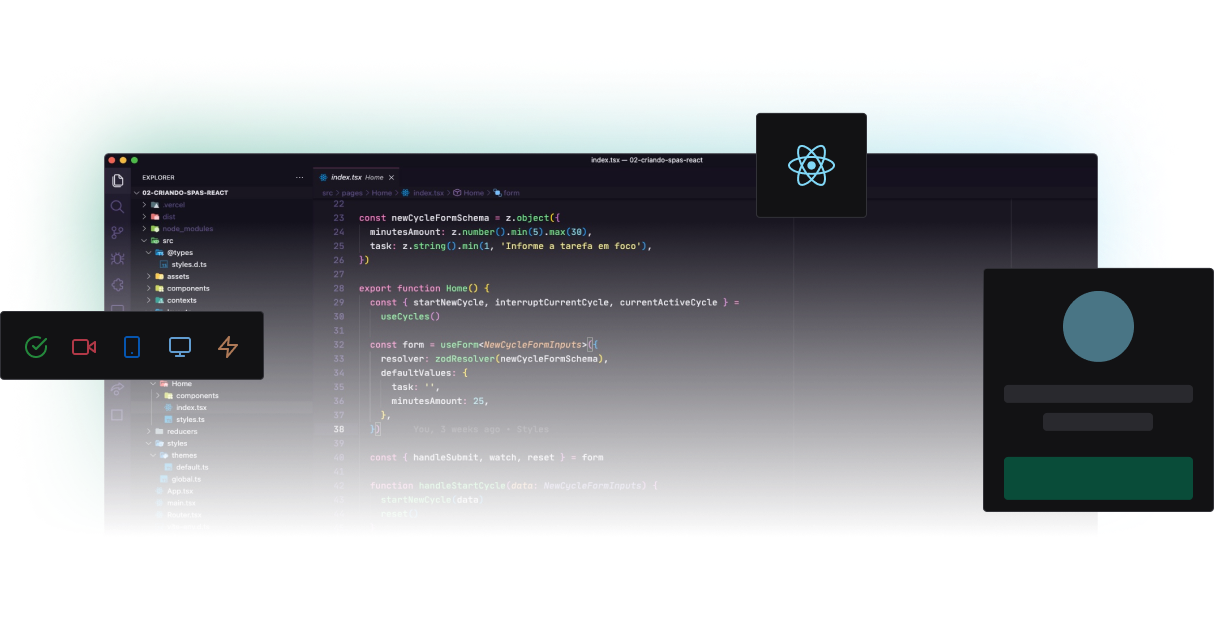 index.tsx — 02-criando-spas-react
EXPLORER
02-CRIANDO-SPAS-REACT
.vercel
dist
node_modules
src
@types
styles.d.ts
assets
components
contexts
Home
components
index.tsx
styles.ts
reducers
styles
themes
default.ts
global.ts
App.tsx
main.tsx
Router.tsx
index.tsx Home
src > pages > Home > index.tsx > Home > form
22
23 const newCycleFormSchema = z.object({
24 minutesAmount: z.number().min(5).max(30),
25 task: z.string().min(1, 'Informe a tarefa em foco'),
26 })
27
28 export function Home() {
29 const { startNewCycle, interruptCurrentCycle, currentActiveCycle } =
30 useCycles()
31
32 const form = useForm<NewCycleFormInputs>({
33 resolver: zodResolver(newCycleFormSchema),
34 defaultValues: {
35 task: '',
36 minutesAmount: 25,
37 },
38 }) You, 3 weeks ago • Styles
39
40 const { handleSubmit, watch, reset } = form
41
42 function handleStartCycle(data: NewCycleFormInputs) {
43 startNewCycle(data)
44 reset()